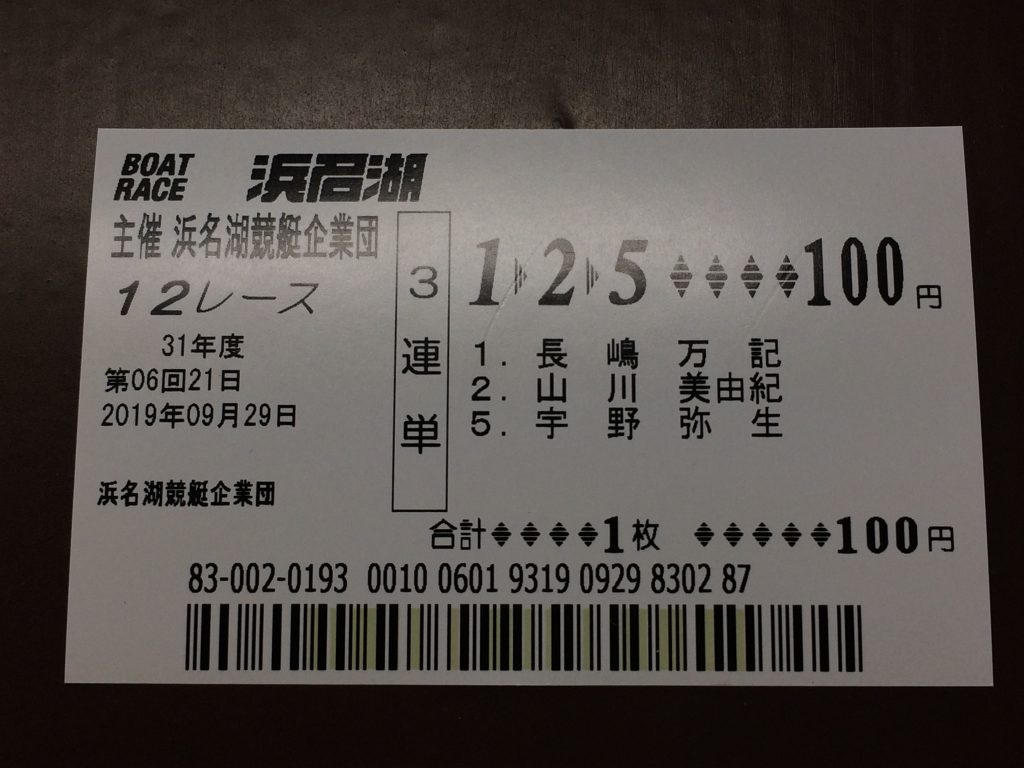 BOAT RACE 浜名湖
主催 浜名湖競艇企業団
12レース
31年度
第06回21日
2019年09月29日
浜名湖競艇企業団
3連単
1 2 5 100円
1. 長嶋万記
2. 山川美由紀
5. 宇野弥生
合計 1枚 100円
83-002-0193 0010 0601 9319 0929 8302 87